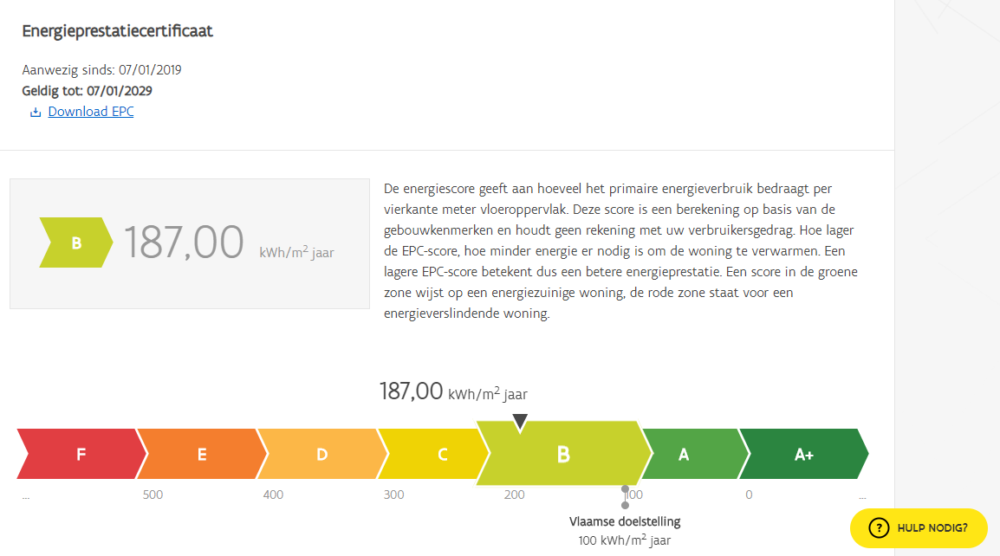 Energieprestatiecertificaat
Aanwezig sinds: 07/01/2019
Geldig tot: 07/01/2029
Download EPC
B 187,00 kWh/m² jaar
De energiescore geeft aan hoeveel het primaire energieverbruik bedraagt per
vierkante meter vloeroppervlak. Deze score is een berekening op basis van de
gebouwkenmerken en houdt geen rekening met uw verbruikersgedrag. Hoe lager
de EPC-score, hoe minder energie er nodig is om de woning te verwarmen. Een
lagere EPC-score betekent dus een betere energieprestatie. Een score in de groene
zone wijst op een energiezuinige woning, de rode zone staat voor een
energieverslindende woning.
187,00 kWh/m² jaar
F E D C B A A+
... 500 400 300 200 100 0 ...
Vlaamse doelstelling
100 kWh/m² jaar
? HULP NODIG?